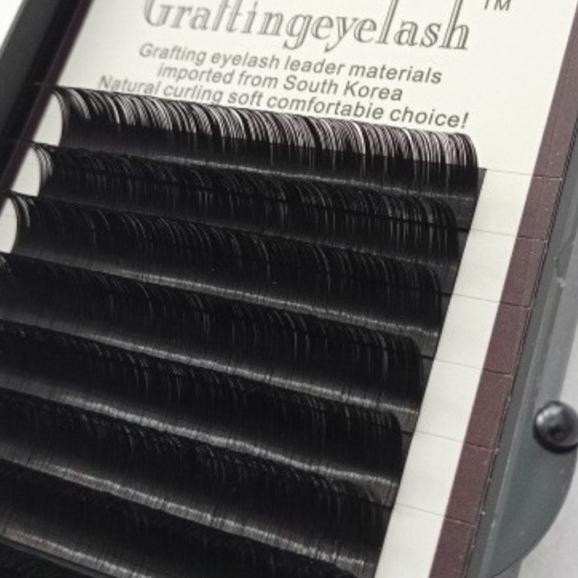 Graftingeyelash™
Grafting eyelash leader materials
imported from South Korea
Natural curling soft comfortable choice!